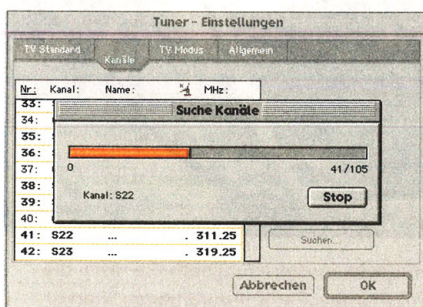 Tuner – Einstellungen
TV Standard Kanäle TV Modus Allgemein
Nr: Kanal: Name: MHz:
33:
34:
35:
36:
37:
38:
39:
40:
Suche Kanäle
0 41/105
Kanal: S22
Stop
41: S22 ... . 311.25
42: S23 ... . 319.25
Suchen...
Abbrechen OK